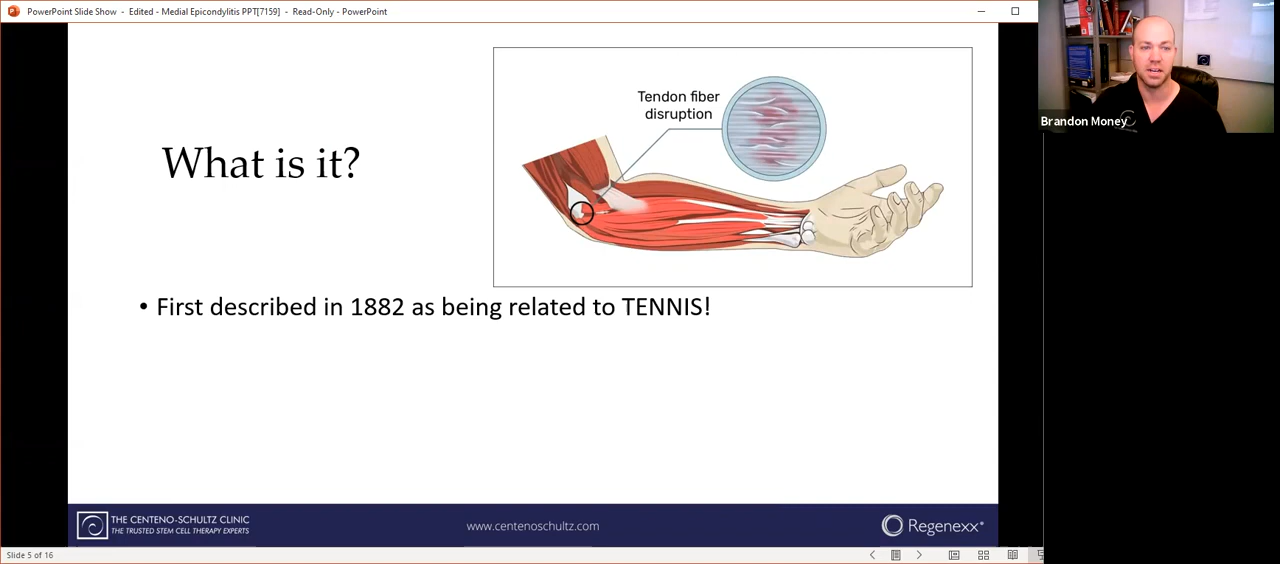 PowerPoint Slide Show - Edited - Medial Epicondylitis PPT[7159] - Read-Only - PowerPoint
Brandon Money
Tendon fiber
disruption
What is it?
• First described in 1882 as being related to TENNIS!
THE CENTENO-SCHULTZ CLINIC
THE TRUSTED STEM CELL THERAPY EXPERTS
www.centenoschultz.com
Regenexx®
Slide 5 of 16